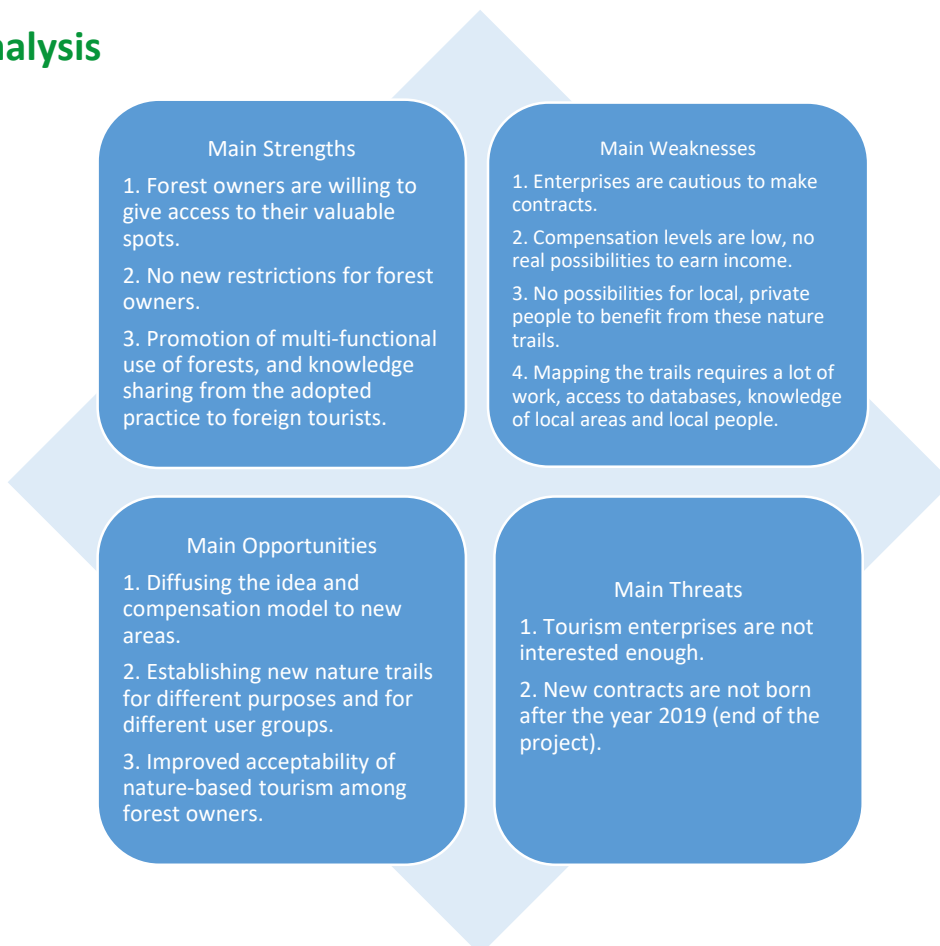 nalysis
Main Strengths
1. Forest owners are willing to
give access to their valuable
spots.
2. No new restrictions for forest
owners.
3. Promotion of multi-functional
use of forests, and knowledge
sharing from the adopted
practice to foreign tourists.
Main Weaknesses
1. Enterprises are cautious to make
contracts.
2. Compensation levels are low, no
real possibilities to earn income.
3. No possibilities for local, private
people to benefit from these nature
trails.
4. Mapping the trails requires a lot of
work, access to databases, knowledge
of local areas and local people.
Main Opportunities
1. Diffusing the idea and
compensation model to new
areas.
2. Establishing new nature trails
for different purposes and for
different user groups.
3. Improved acceptability of
nature-based tourism among
forest owners.
Main Threats
1. Tourism enterprises are not
interested enough.
2. New contracts are not born
after the year 2019 (end of the
project).